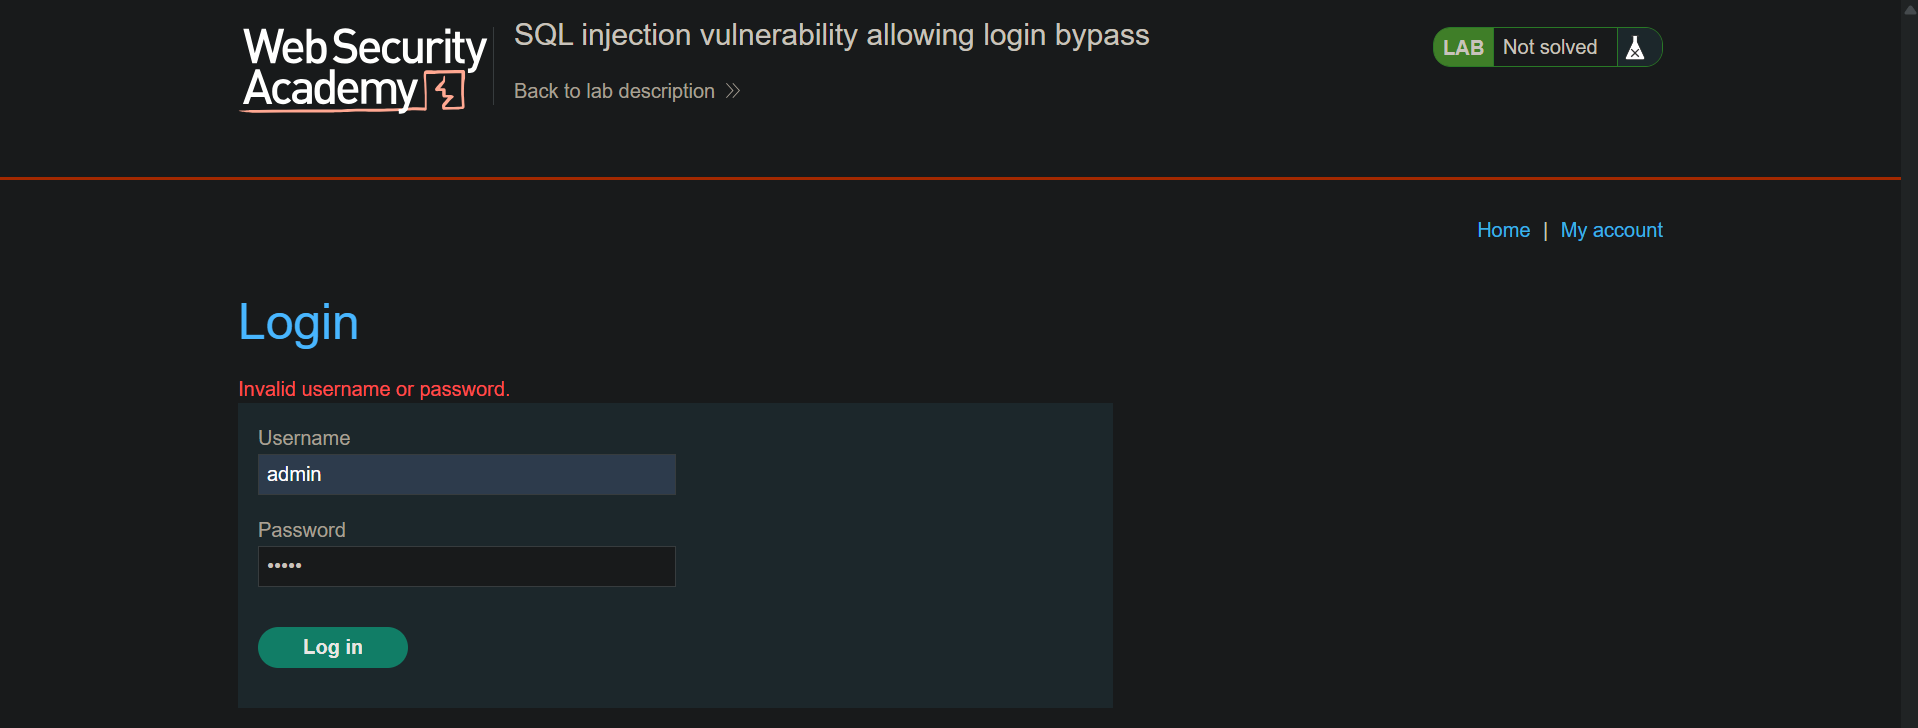 Web Security
Academy
SQL injection vulnerability allowing login bypass
Back to lab description
LAB Not solved
Home | My account
Login
Invalid username or password.
Username
admin
Password
•••••
Log in